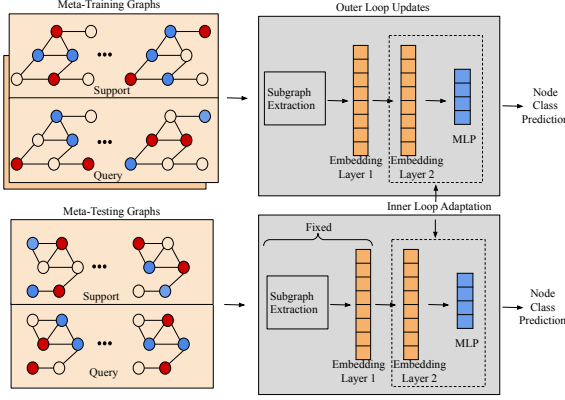 Meta-Training Graphs
Support
Query
Outer Loop Updates
Subgraph
Extraction
Embedding
Layer 1
Embedding
Layer 2
MLP
Node
Class
Prediction
Inner Loop Adaptation
Meta-Testing Graphs
Support
Query
Fixed
Subgraph
Extraction
Embedding
Layer 1
Embedding
Layer 2
MLP
Node
Class
Prediction